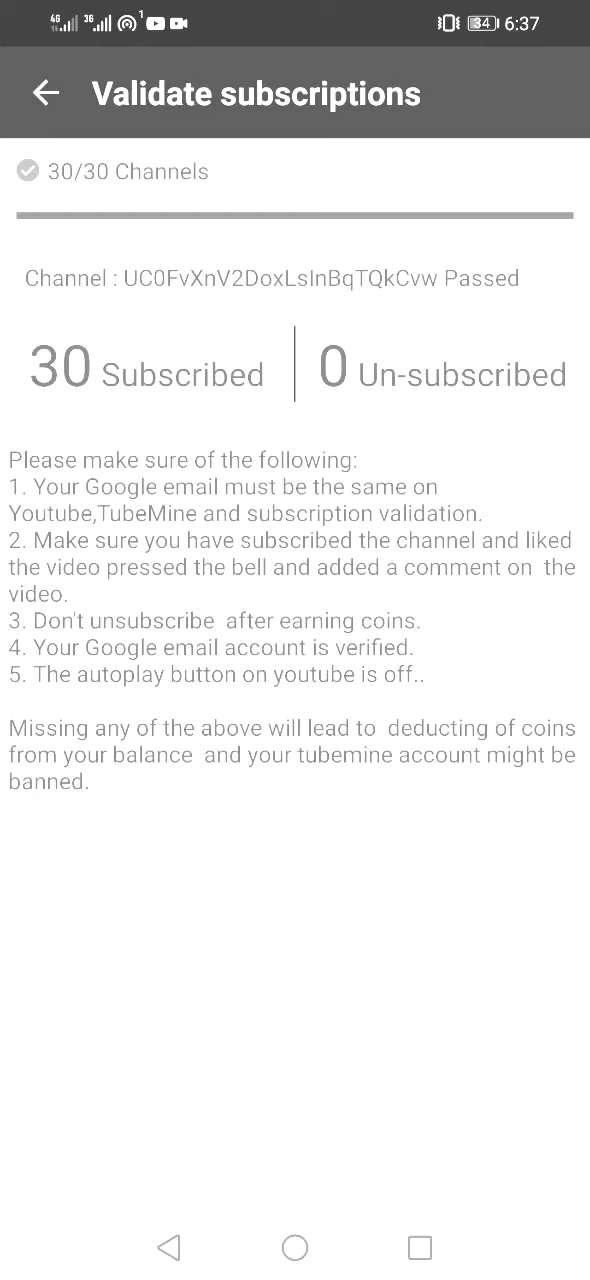 4G 3G 1 34 6:37
Validate subscriptions
30/30 Channels
Channel : UC0FvXnV2DoxLsInBqTQkCvw Passed
30 Subscribed 0 Un-subscribed
Please make sure of the following:
1. Your Google email must be the same on
Youtube,TubeMine and subscription validation.
2. Make sure you have subscribed the channel and liked
the video pressed the bell and added a comment on  the
video.
3. Don't unsubscribe  after earning coins.
4. Your Google email account is verified.
5. The autoplay button on youtube is off..
Missing any of the above will lead to  deducting of coins
from your balance  and your tubemine account might be
banned.